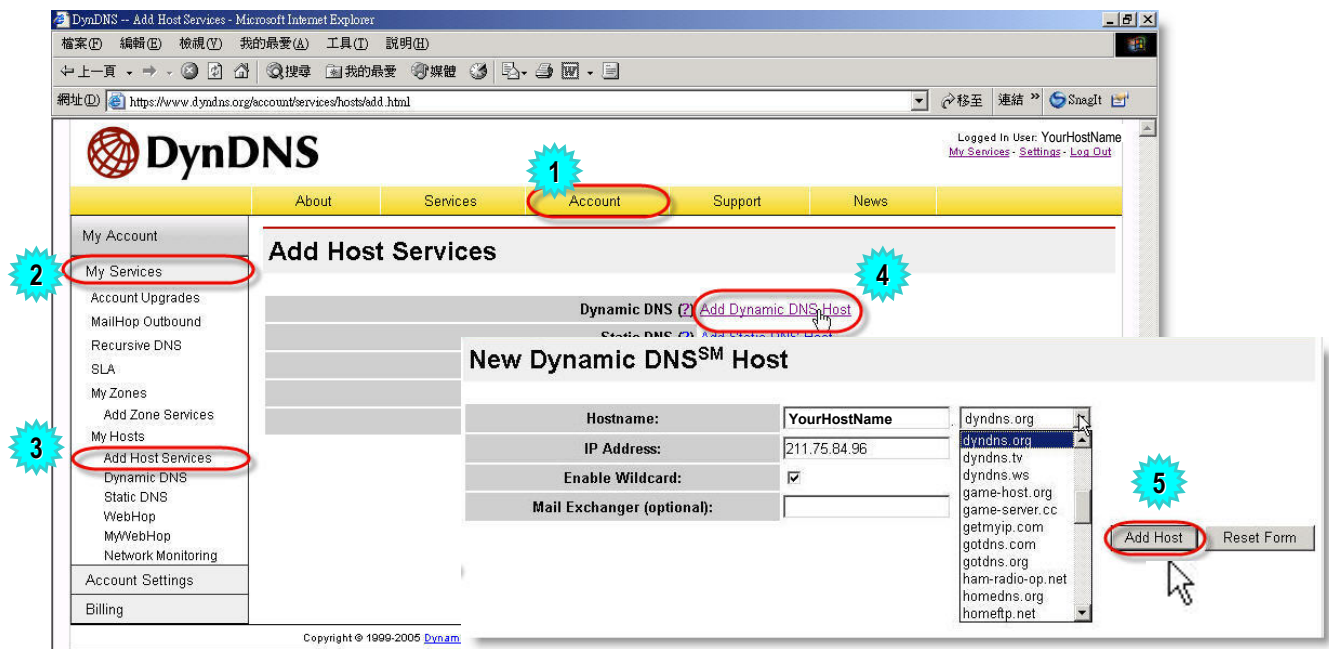 DynDNS -- Add Host Services - Microsoft Internet Explorer
檔案(F) 編輯(E) 檢視(V) 我的最愛(A) 工具(T) 說明(H)
上一頁 搜尋 我的最愛 媒體
網址(D) https://www.dyndns.org/account/services/hosts/add.html 移至 連結 » SnagIt
DynDNS
Logged In User: YourHostName
My Services - Settings - Log Out
1
About Services Account Support News
My Account
Add Host Services
2
My Services
4
Account Upgrades
Dynamic DNS (?) Add Dynamic DNS Host
MailHop Outbound
Static DNS (?) Add Static DNS Host
Recursive DNS
SLA
My Zones
Add Zone Services
My Hosts
3
Add Host Services
Dynamic DNS
Static DNS
WebHop
MyWebHop
Network Monitoring
Account Settings
Billing
Copyright © 1999-2005 Dynam
New Dynamic DNSSM Host
Hostname: YourHostName . dyndns.org
IP Address: 211.75.84.96
Enable Wildcard:
Mail Exchanger (optional):
dyndns.org
dyndns.tv
dyndns.ws
game-host.org
game-server.cc
getmyip.com
gotdns.com
gotdns.org
ham-radio-op.net
homedns.org
homeftp.net
5
Add Host Reset Form